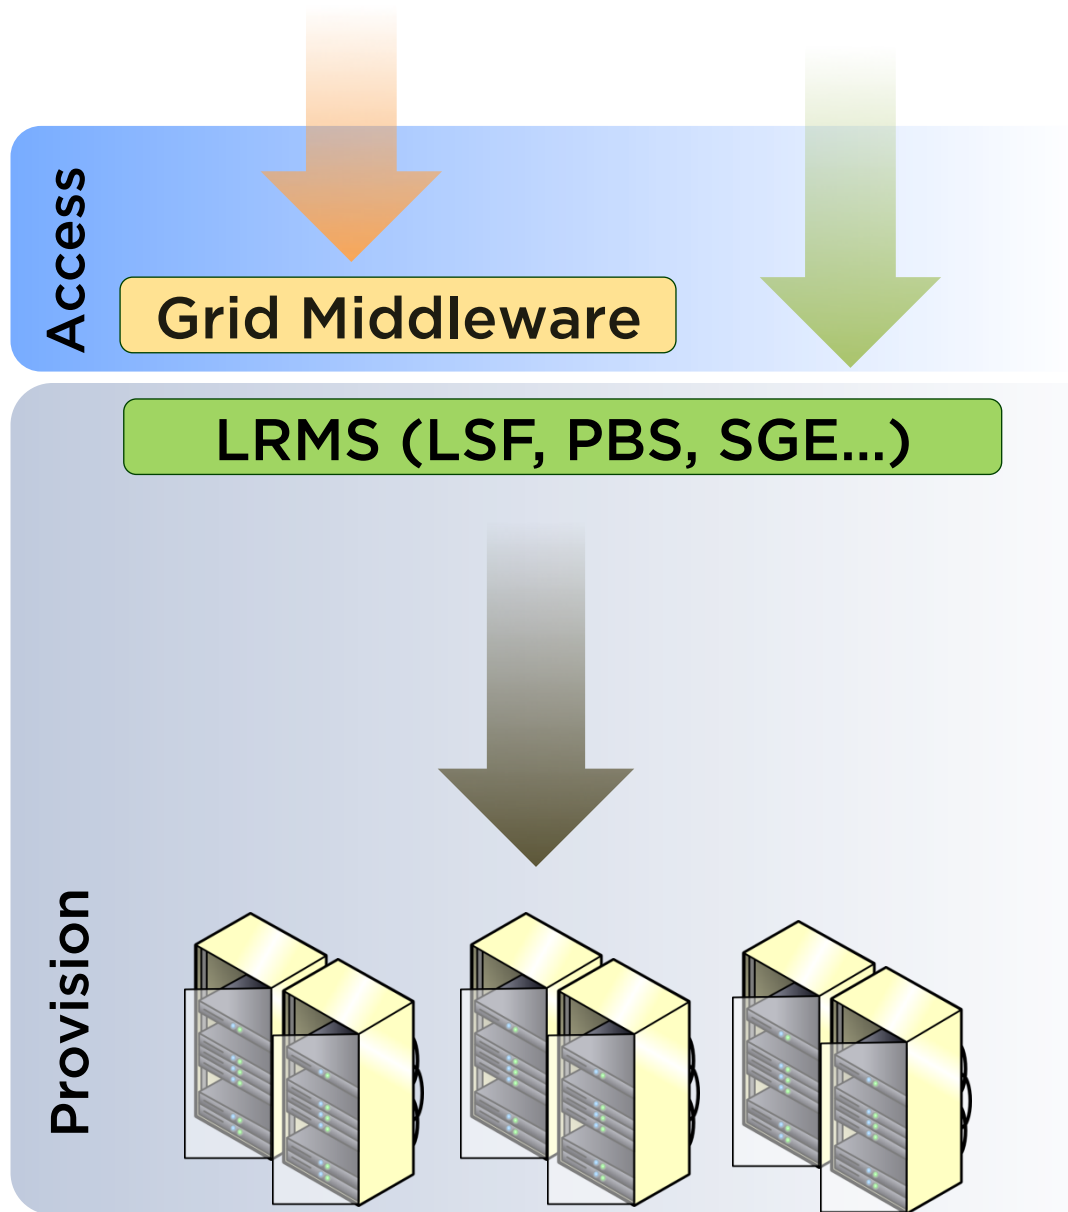 Access
Grid Middleware
LRMS (LSF, PBS, SGE...)
Provision